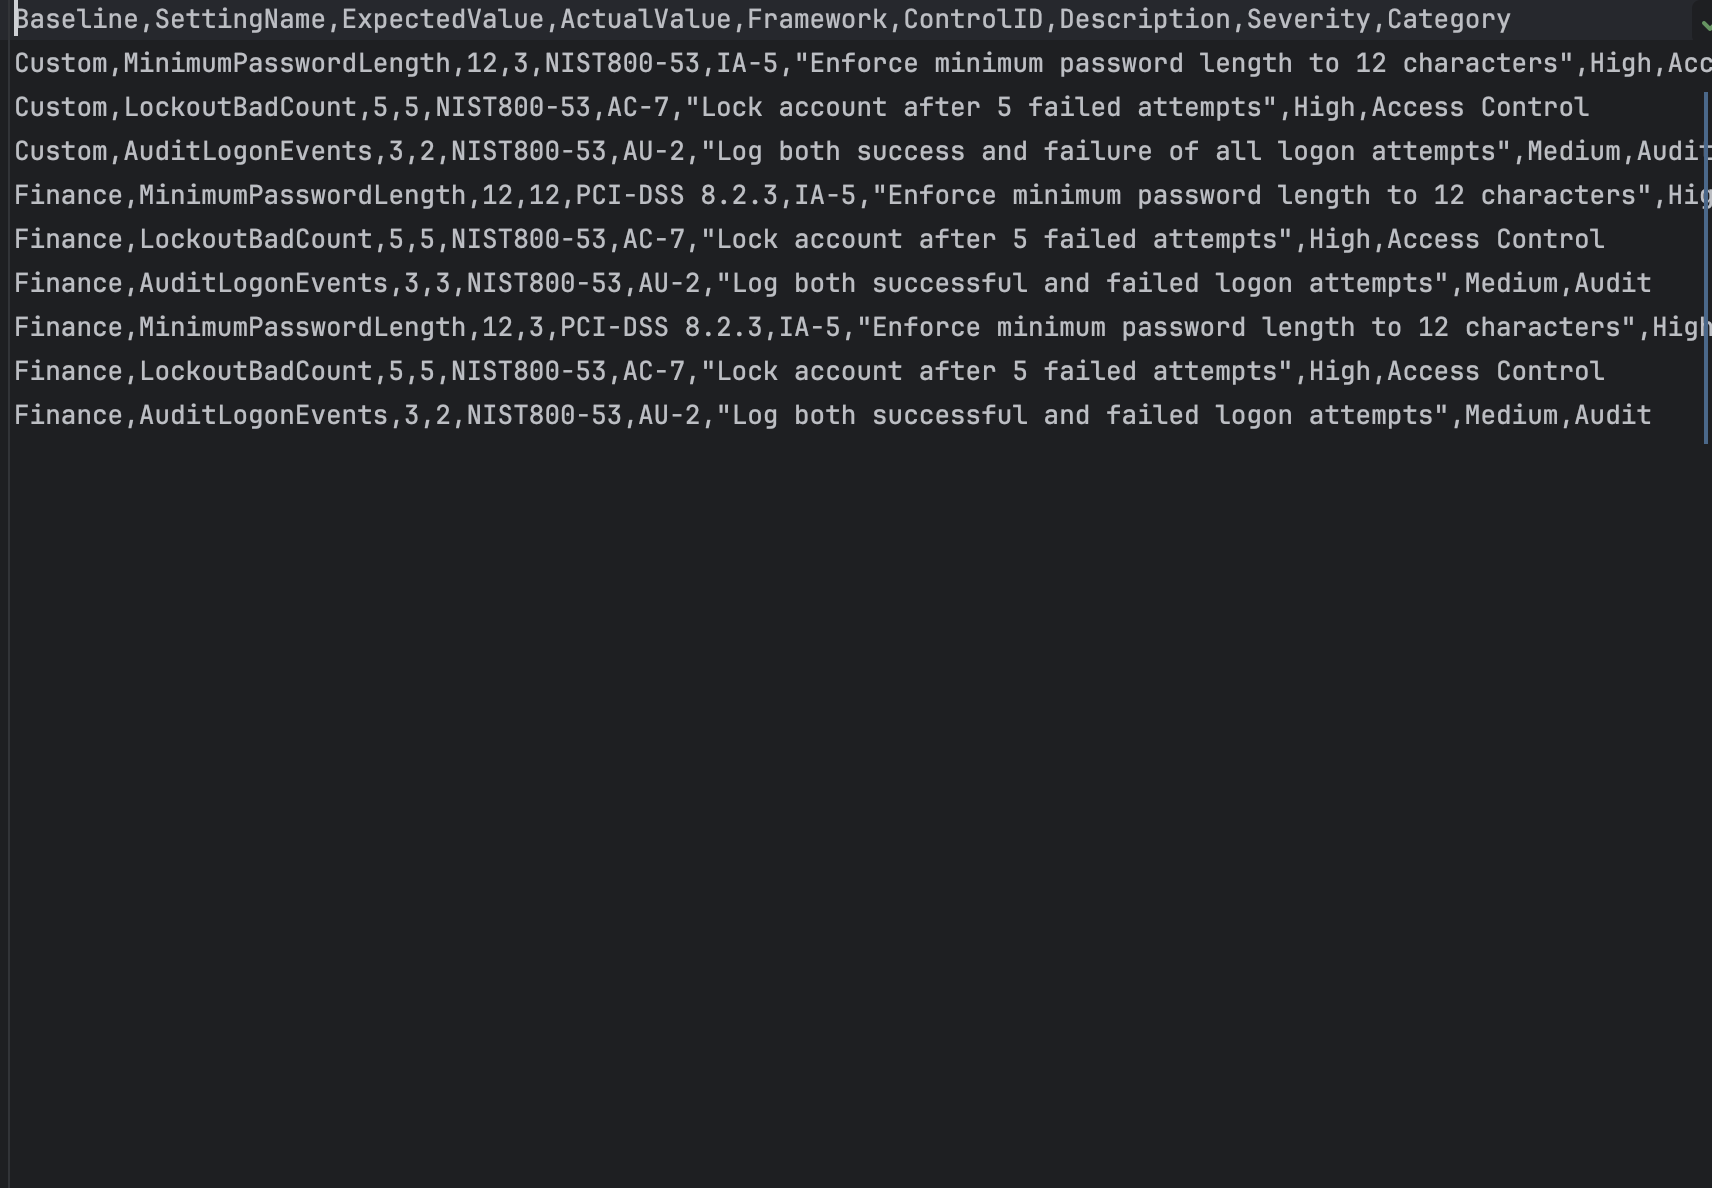 Baseline,SettingName,ExpectedValue,ActualValue,Framework,ControlID,Description,Severity,Category
Custom,MinimumPasswordLength,12,3,NIST800-53,IA-5,"Enforce minimum password length to 12 characters",High,Acc
Custom,LockoutBadCount,5,5,NIST800-53,AC-7,"Lock account after 5 failed attempts",High,Access Control
Custom,AuditLogonEvents,3,2,NIST800-53,AU-2,"Log both success and failure of all logon attempts",Medium,Audit
Finance,MinimumPasswordLength,12,12,PCI-DSS 8.2.3,IA-5,"Enforce minimum password length to 12 characters",Hig
Finance,LockoutBadCount,5,5,NIST800-53,AC-7,"Lock account after 5 failed attempts",High,Access Control
Finance,AuditLogonEvents,3,3,NIST800-53,AU-2,"Log both successful and failed logon attempts",Medium,Audit
Finance,MinimumPasswordLength,12,3,PCI-DSS 8.2.3,IA-5,"Enforce minimum password length to 12 characters",High
Finance,LockoutBadCount,5,5,NIST800-53,AC-7,"Lock account after 5 failed attempts",High,Access Control
Finance,AuditLogonEvents,3,2,NIST800-53,AU-2,"Log both successful and failed logon attempts",Medium,Audit